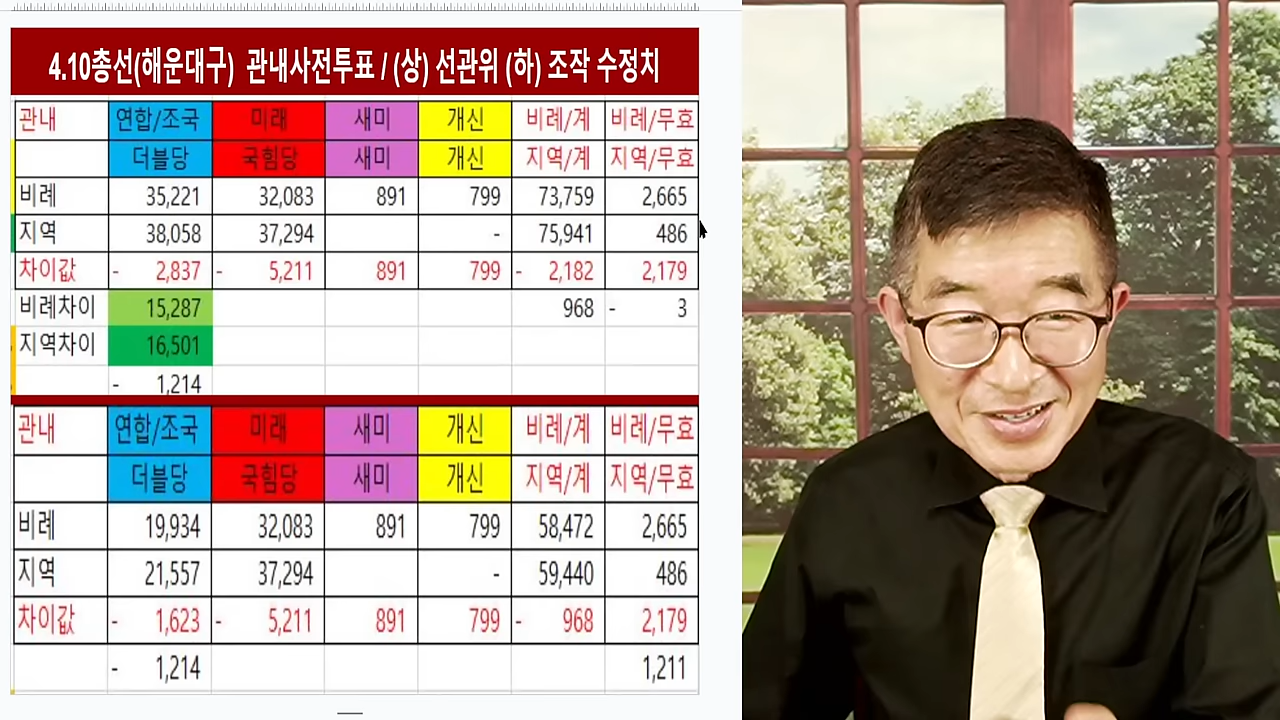 4.10총선(해운대구) 관내사전투표 / (상) 선관위 (하) 조작 수정치
관내 연합/조국 미래 새미 개신 비례/계 비례/무효
더블당 국힘당 새미 개신 지역/계 지역/무효
비례 35,221 32,083 891 799 73,759 2,665
지역 38,058 37,294 - 75,941 486
차이값 - 2,837 - 5,211 891 799 - 2,182 2,179
비례차이 15,287 968 - 3
지역차이 16,501
- 1,214
관내 연합/조국 미래 새미 개신 비례/계 비례/무효
더블당 국힘당 새미 개신 지역/계 지역/무효
비례 19,934 32,083 891 799 58,472 2,665
지역 21,557 37,294 - 59,440 486
차이값 - 1,623 - 5,211 891 799 - 968 2,179
- 1,214 1,211